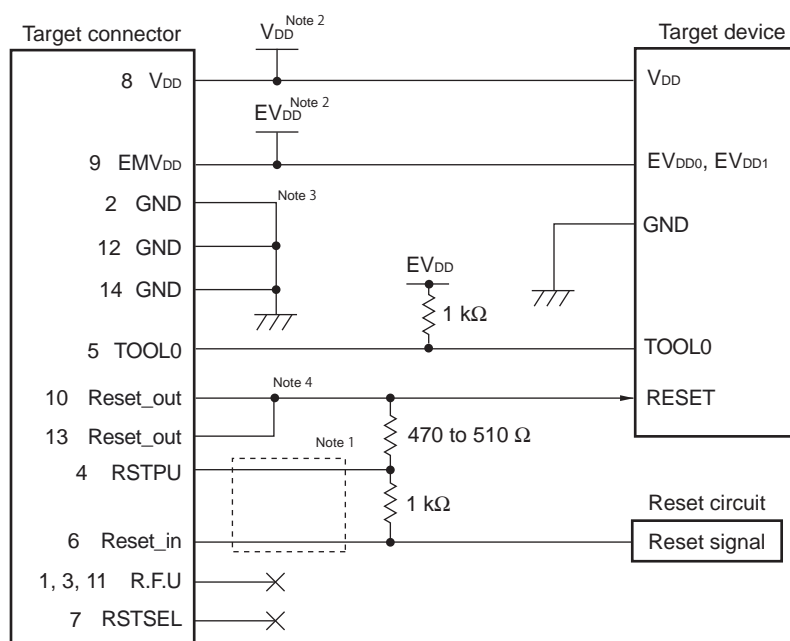 Target connector
VDD Note 2
Target device
8 VDD
VDD
EVDD Note 2
9 EMVDD
EVDD0, EVDD1
2 GND
Note 3
GND
12 GND
EVDD
14 GND
1 kΩ
5 TOOL0
TOOL0
Note 4
10 Reset_out
RESET
13 Reset_out
470 to 510 Ω
Note 1
4 RSTPU
1 kΩ
Reset circuit
6 Reset_in
Reset signal
1, 3, 11 R.F.U
7 RSTSEL